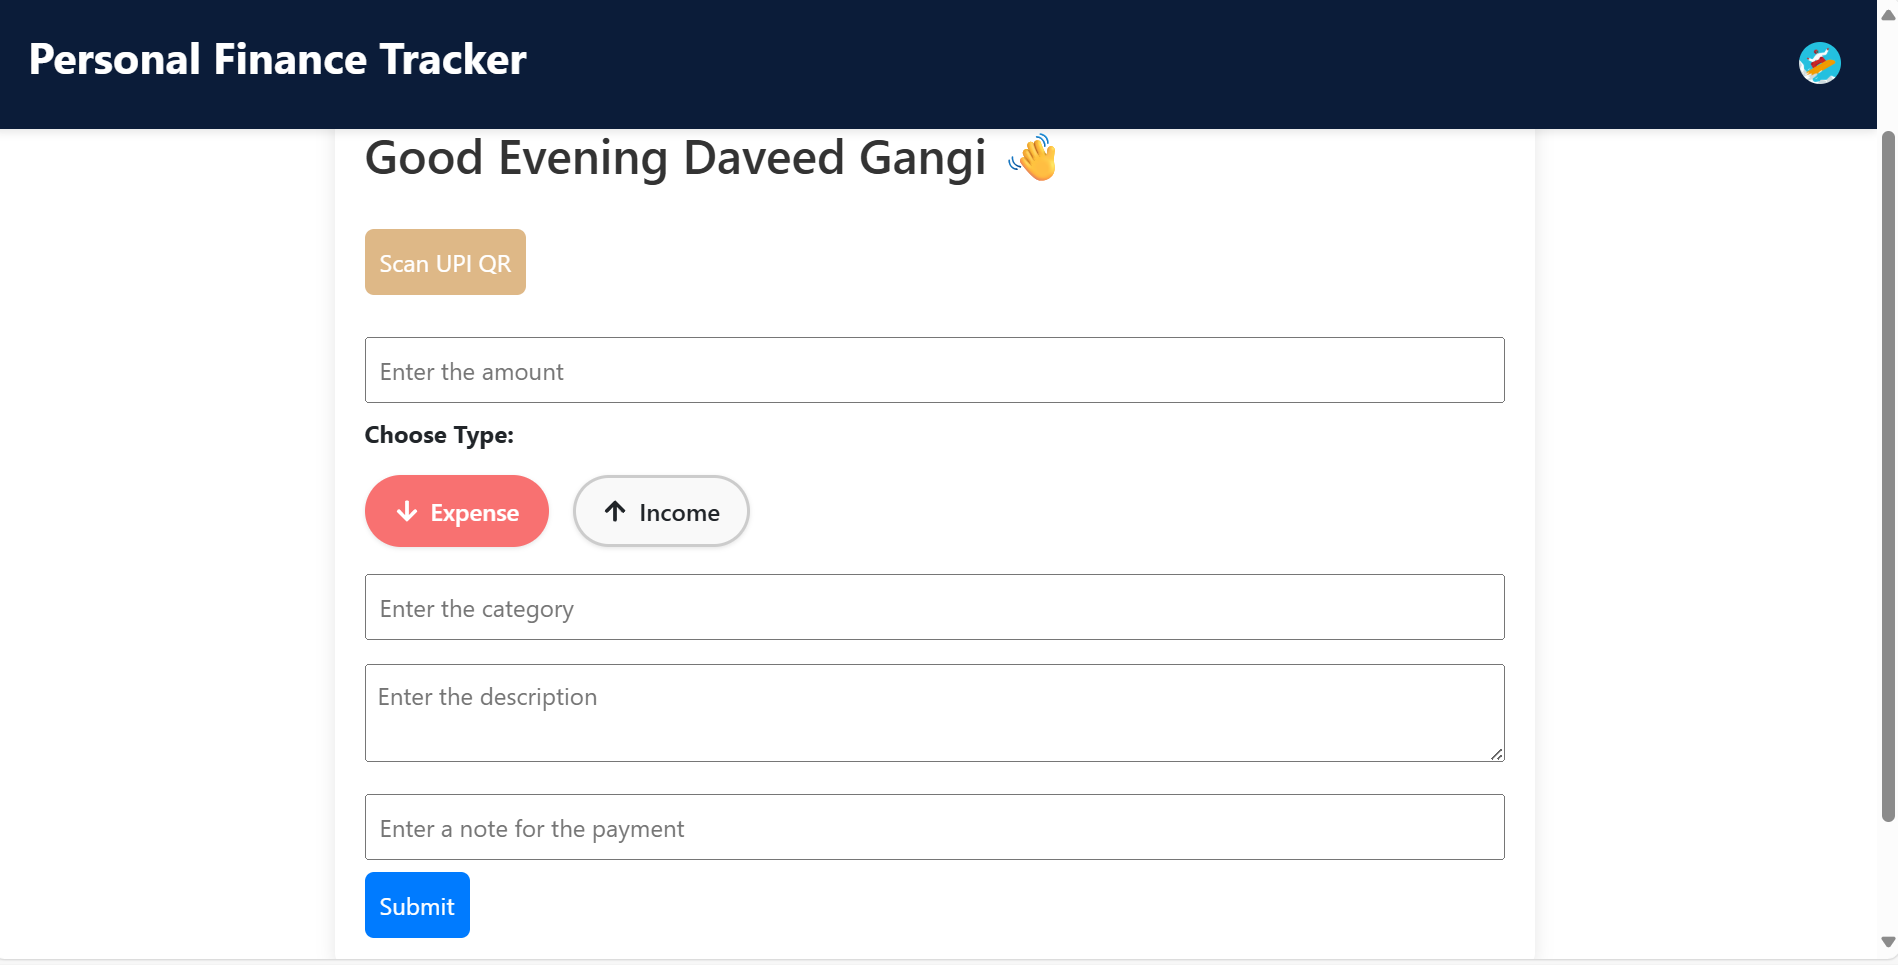 Personal Finance Tracker
Good Evening Daveed Gangi 👋
Scan UPI QR
Enter the amount
Choose Type:
Expense
Income
Enter the category
Enter the description
Enter a note for the payment
Submit